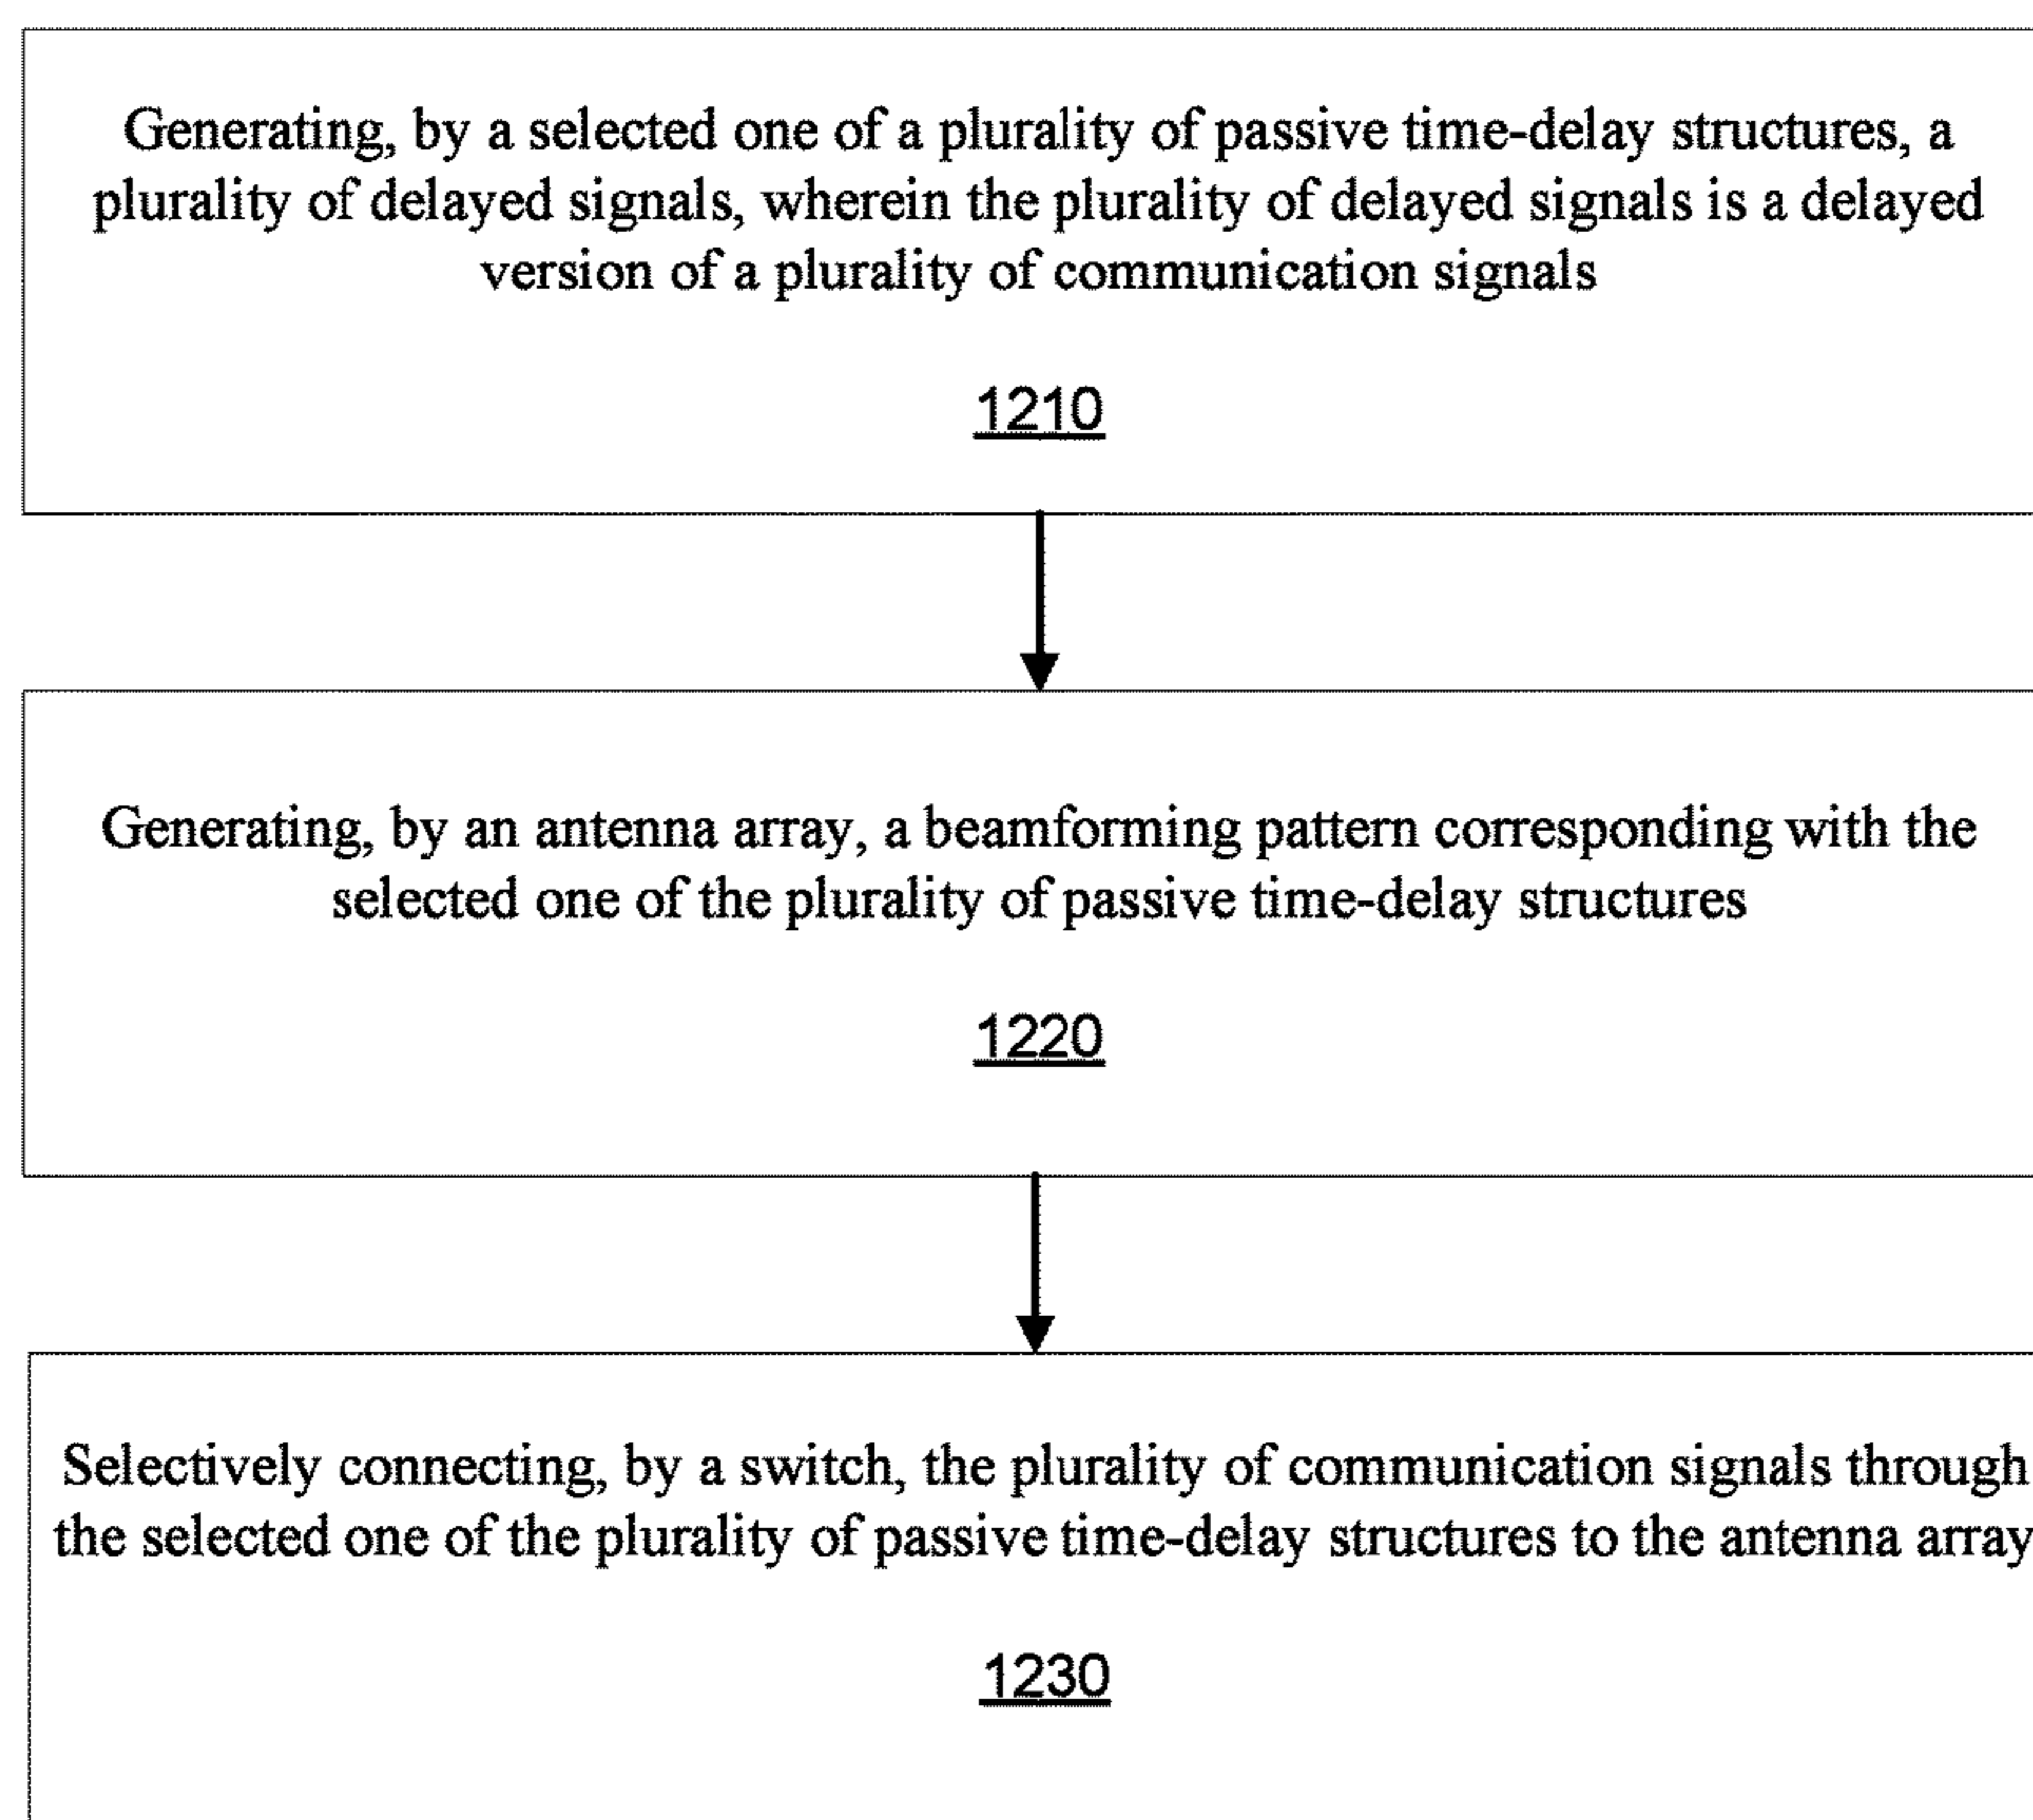 Generating, by a selected one of a plurality of passive time-delay structures, a
plurality of delayed signals, wherein the plurality of delayed signals is a delayed
version of a plurality of communication signals
1210
Generating, by an antenna array, a beamforming pattern corresponding with the
selected one of the plurality of passive time-delay structures
1220
Selectively connecting, by a switch, the plurality of communication signals through
the selected one of the plurality of passive time-delay structures to the antenna array
1230